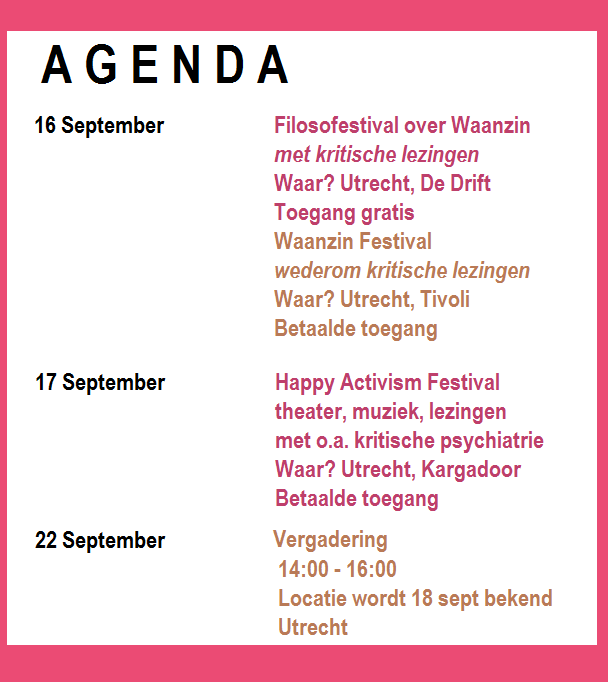 AGENDA
16 September
Filosofestival over Waanzin
met kritische lezingen
Waar? Utrecht, De Drift
Toegang gratis
Waanzin Festival
wederom kritische lezingen
Waar? Utrecht, Tivoli
Betaalde toegang
17 September
Happy Activism Festival
theater, muziek, lezingen
met o.a. kritische psychiatrie
Waar? Utrecht, Kargadoor
Betaalde toegang
22 September
Vergadering
14:00 - 16:00
Locatie wordt 18 sept bekend
Utrecht